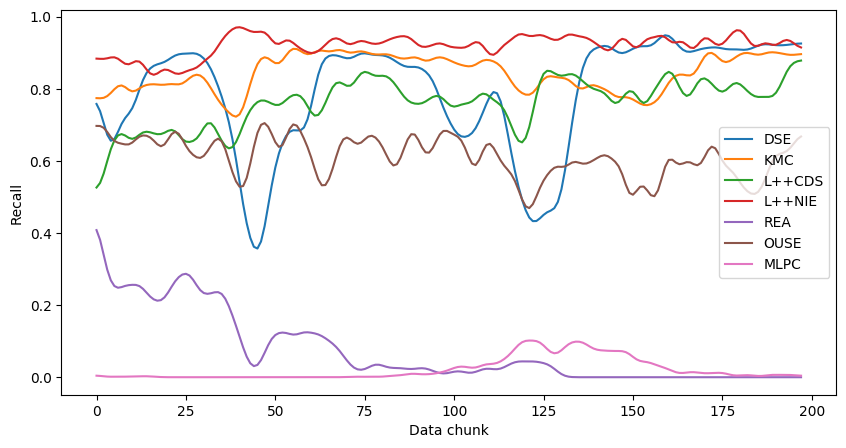 1.0
0.8
0.6
0.4
0.2
0.0
Recall
0 25 50 75 100 125 150 175 200
Data chunk
DSE
KMC
L++CDS
L++NIE
REA
OUSE
MLPC